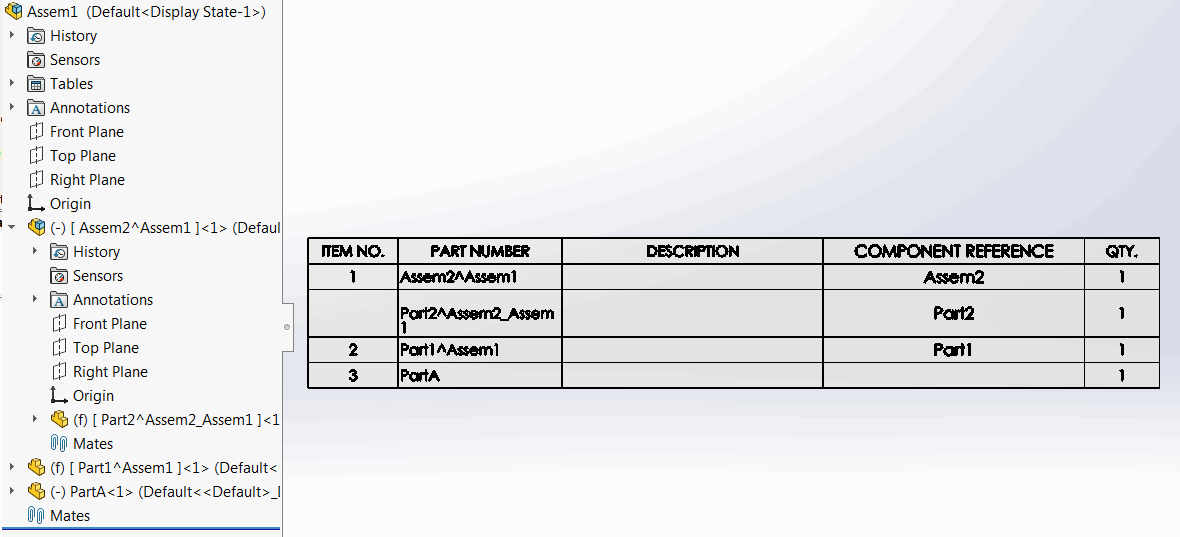 Assem1 (Default<Display State-1>)
History
Sensors
Tables
Annotations
Front Plane
Top Plane
Right Plane
Origin
(-) [ Assem2^Assem1 ]<1> (Defaul
History
Sensors
Annotations
Front Plane
Top Plane
Right Plane
Origin
(f) [ Part2^Assem2_Assem1 ]<1
Mates
(f) [ Part1^Assem1 ]<1> (Default<
(-) PartA<1> (Default<<Default>_
Mates
ITEM NO. PART NUMBER DESCRIPTION COMPONENT REFERENCE QTY.
1 Assem2^Assem1 Assem2 1
Part2^Assem2_Assem
1 Part2 1
2 Part1^Assem1 Part1 1
3 PartA 1